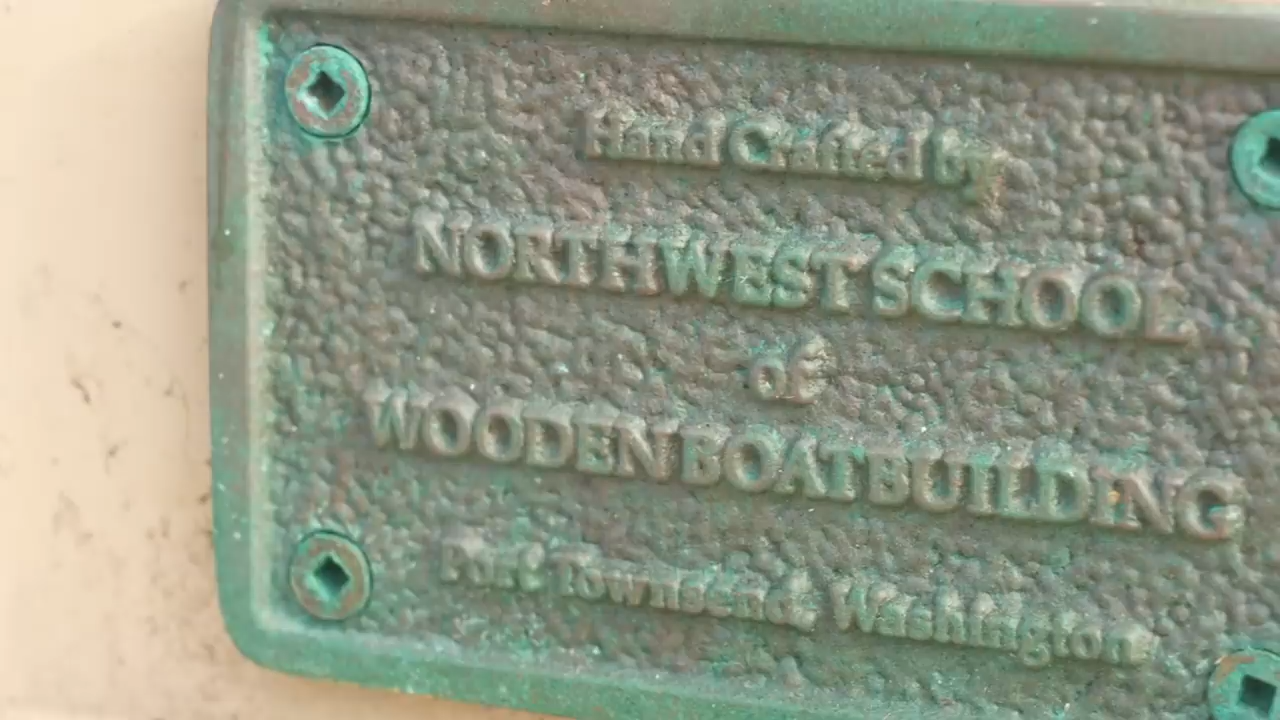 Hand Crafted by
NORTHWEST SCHOOL
of
WOODEN BOATBUILDING
Port Townsend, Washington